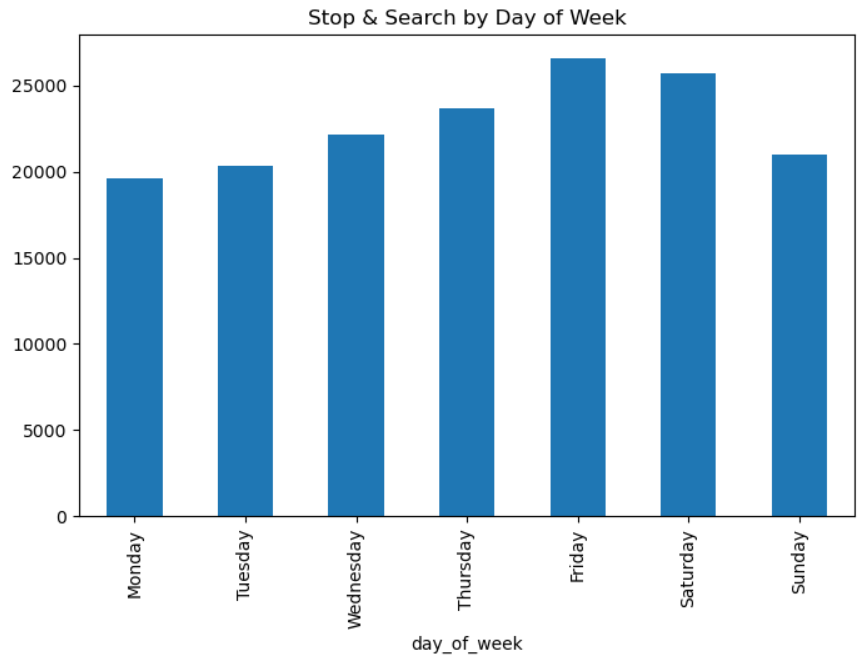 Stop & Search by Day of Week
25000
20000
15000
10000
5000
0
Monday
Tuesday
Wednesday
Thursday
Friday
Saturday
Sunday
day_of_week